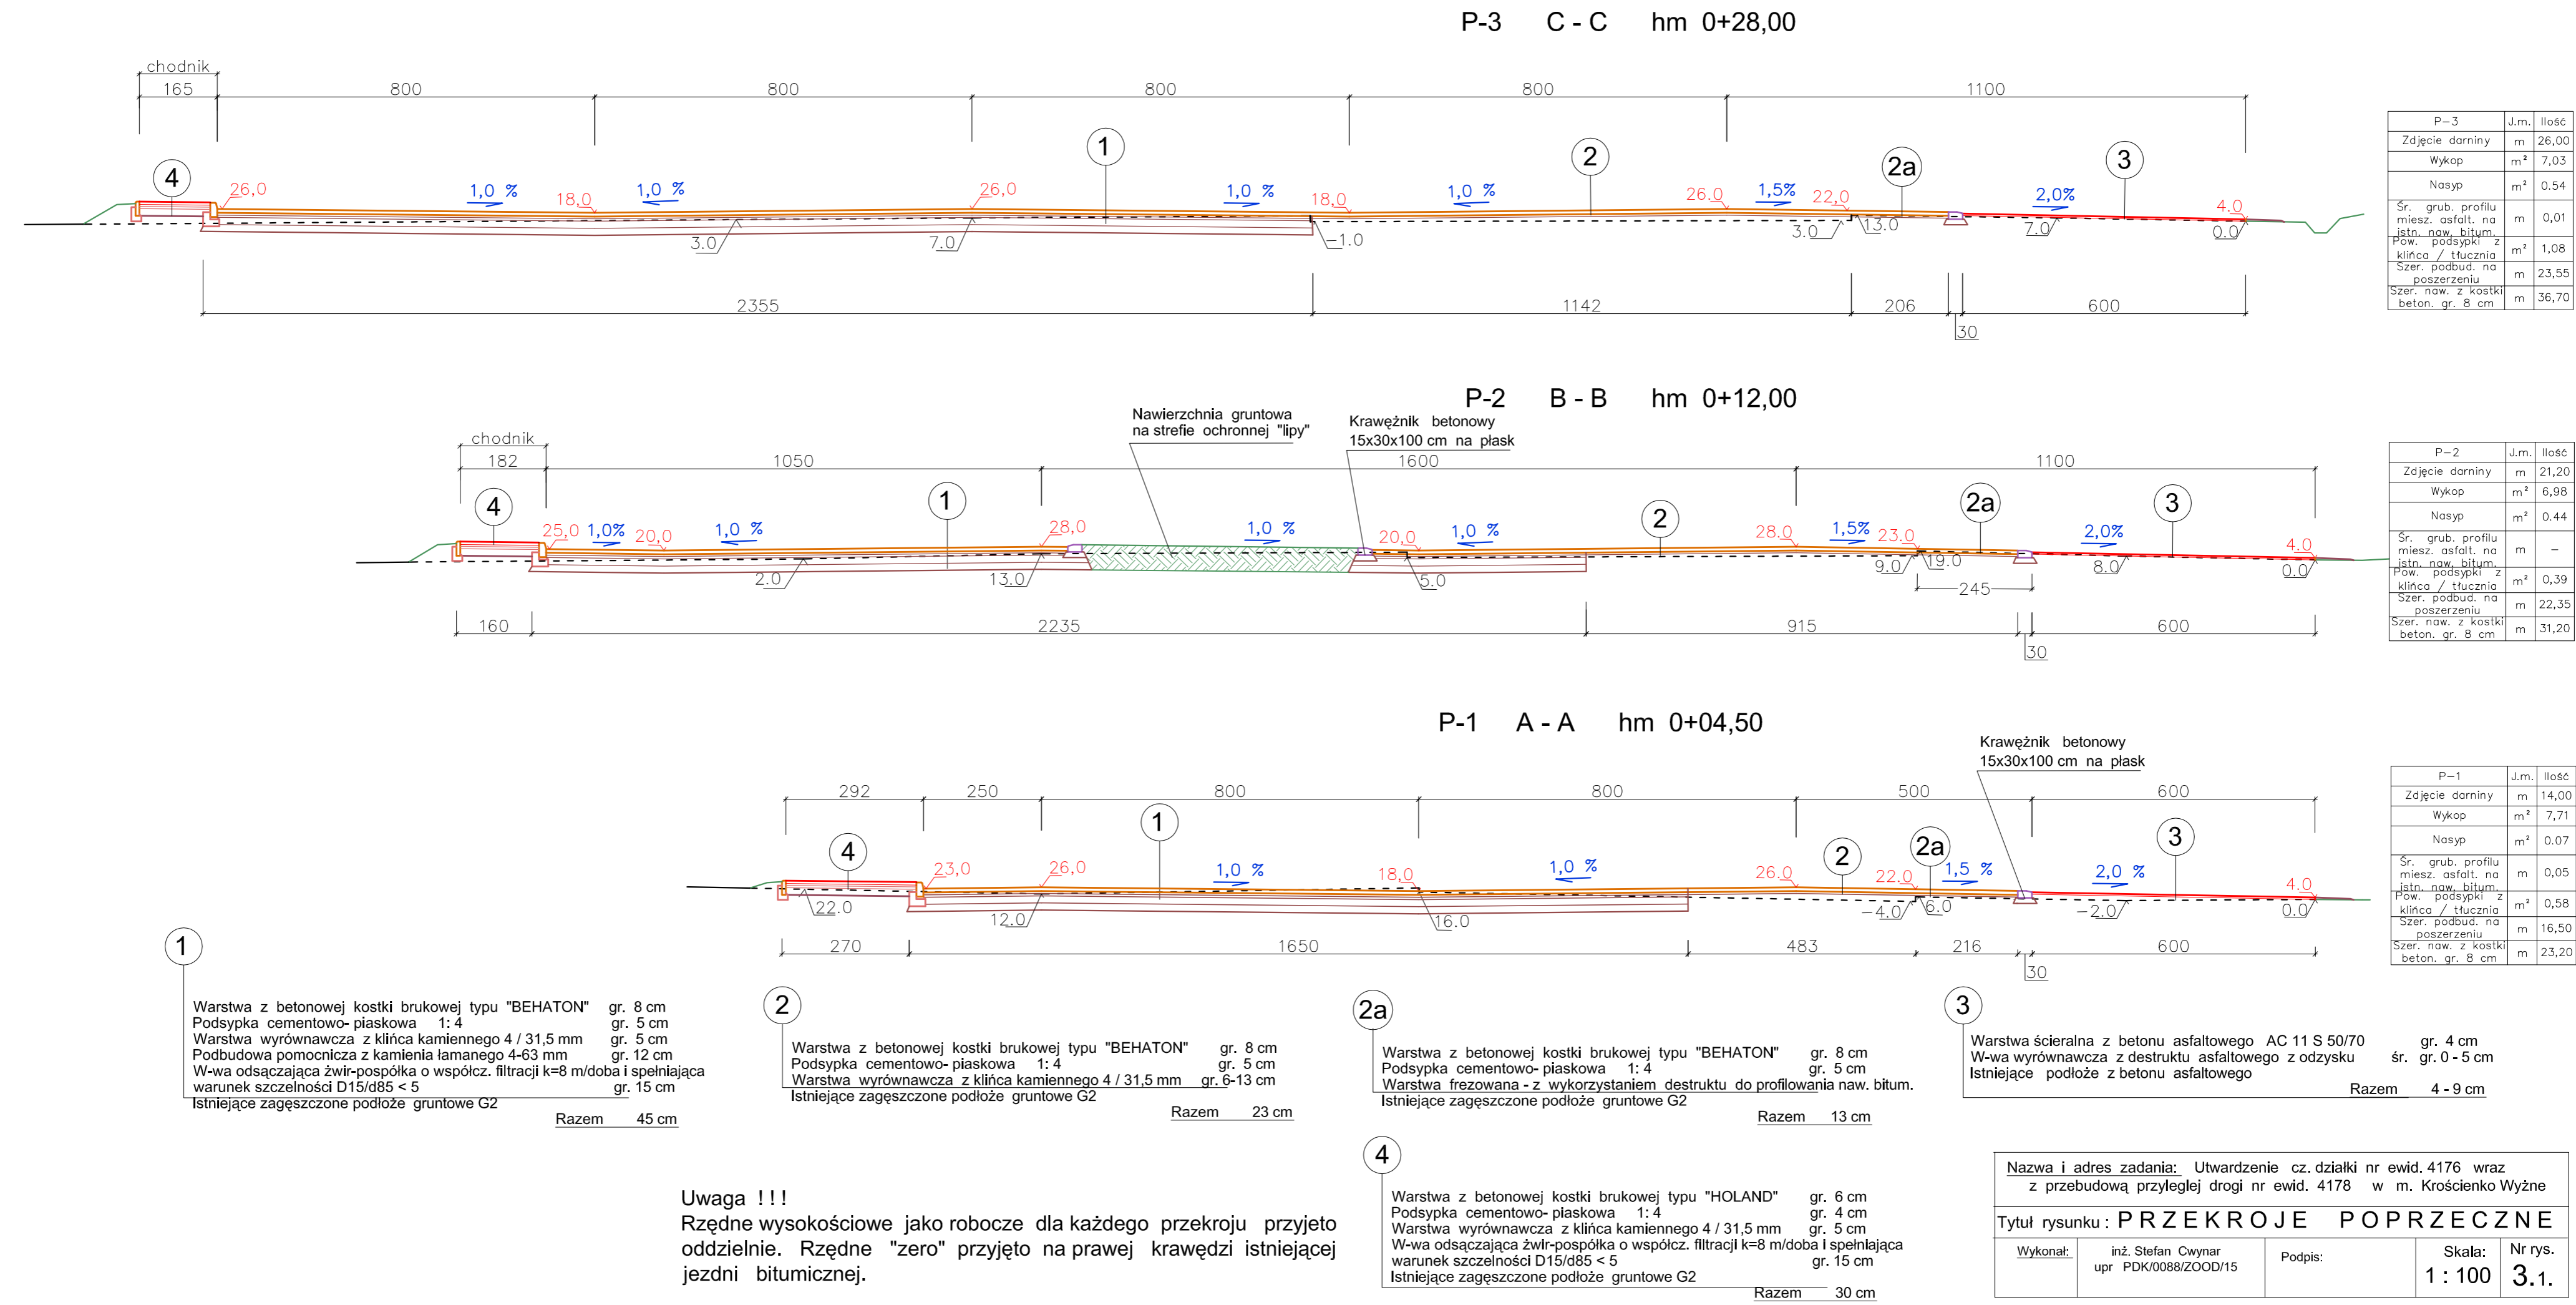 P-3 C - C hm 0+28,00
chodnik
165 800 800 800 800 1100
4 1 2 2a 3
26,0 1,0 % 18,0 1,0 % 26,0 1,0 % 18,0 1,0 % 26.0 1,5% 22,0 2,0% 4.0
3.0 7.0 -1.0 3.0 13.0 7.0 0.0
2355 1142 206 30 600
P-3 J.m. Ilość
Zdjęcie darniny m 26,00
Wykop m² 7,03
Nasyp m² 0.54
Śr. grub. profilu
miesz. asfalt. na m 0,01
istn. naw. bitum.
Pow. podsypki z
klińca / tłucznia m² 1,08
Szer. podbud. na
poszerzeniu m 23,55
Szer. naw. z kostki
beton. gr. 8 cm m 36,70
P-2 B - B hm 0+12,00
Nawierzchnia gruntowa
na strefie ochronnej "lipy"
Krawężnik betonowy
15x30x100 cm na płask
chodnik
182 1050 1600 1100
4 1 2 2a 3
25.0 1,0% 20.0 1,0 % 28,0 1,0 % 20,0 1,0 % 28.0 1,5% 23.0 2,0% 4.0
2.0 13.0 5.0 9.0 19.0 8.0 0.0
245
160 2235 915 30 600
P-2 J.m. Ilość
Zdjęcie darniny m 21,20
Wykop m² 6,98
Nasyp m² 0.44
Śr. grub. profilu
miesz. asfalt. na m -
istn. naw. bitum.
Pow. podsypki z
klińca / tłucznia m² 0,39
Szer. podbud. na
poszerzeniu m 22,35
Szer. naw. z kostki
beton. gr. 8 cm m 31,20
P-1 A - A hm 0+04,50
Krawężnik betonowy
15x30x100 cm na płask
292 250 800 800 500 600
4 1 2 2a 3
23,0 26.0 1,0 % 18,0 1,0 % 26.0 22.0 1,5 % 2,0 % 4.0
22.0 12.0 16.0 -4.0 6.0 -2.0 0.0
270 1650 483 216 30 600
P-1 J.m. Ilość
Zdjęcie darniny m 14,00
Wykop m² 7,71
Nasyp m² 0.07
Śr. grub. profilu
miesz. asfalt. na m 0,05
istn. naw. bitum.
Pow. podsypki z
klińca / tłucznia m² 0,58
Szer. podbud. na
poszerzeniu m 16,50
Szer. naw. z kostki
beton. gr. 8 cm m 23,20
1
Warstwa z betonowej kostki brukowej typu "BEHATON" gr. 8 cm
Podsypka cementowo- piaskowa 1: 4 gr. 5 cm
Warstwa wyrównawcza z klińca kamiennego 4 / 31,5 mm gr. 5 cm
Podbudowa pomocnicza z kamienia łamanego 4-63 mm gr. 12 cm
W-wa odsączająca żwir-pospółka o współcz. filtracji k=8 m/doba i spełniająca
warunek szczelności D15/d85 < 5 gr. 15 cm
Istniejące zagęszczone podłoże gruntowe G2
Razem 45 cm
2
Warstwa z betonowej kostki brukowej typu "BEHATON" gr. 8 cm
Podsypka cementowo- piaskowa 1: 4 gr. 5 cm
Warstwa wyrównawcza z klińca kamiennego 4 / 31,5 mm gr. 6-13 cm
Istniejące zagęszczone podłoże gruntowe G2
Razem 23 cm
2a
Warstwa z betonowej kostki brukowej typu "BEHATON" gr. 8 cm
Podsypka cementowo- piaskowa 1: 4 gr. 5 cm
Warstwa frezowana - z wykorzystaniem destruktu do profilowania naw. bitum.
Istniejące zagęszczone podłoże gruntowe G2
Razem 13 cm
3
Warstwa ścieralna z betonu asfaltowego AC 11 S 50/70 gr. 4 cm
W-wa wyrównawcza z destruktu asfaltowego z odzysku śr. gr. 0 - 5 cm
Istniejące podłoże z betonu asfaltowego
Razem 4 - 9 cm
4
Warstwa z betonowej kostki brukowej typu "HOLAND" gr. 6 cm
Podsypka cementowo- piaskowa 1: 4 gr. 4 cm
Warstwa wyrównawcza z klińca kamiennego 4 / 31,5 mm gr. 5 cm
W-wa odsączająca żwir-pospółka o współcz. filtracji k=8 m/doba i spełniająca
warunek szczelności D15/d85 < 5 gr. 15 cm
Istniejące zagęszczone podłoże gruntowe G2
Razem 30 cm
Uwaga !!!
Rzędne wysokościowe jako robocze dla każdego przekroju przyjeto
oddzielnie. Rzędne "zero" przyjęto na prawej krawędzi istniejącej
jezdni bitumicznej.
Nazwa i adres zadania: Utwardzenie cz. działki nr ewid. 4176 wraz
z przebudową przyleglej drogi nr ewid. 4178 w m. Krościenko Wyżne
Tytuł rysunku : PRZEKROJE POPRZECZNE
Wykonał: inż. Stefan Cwynar Podpis: Skala: Nr rys.
upr PDK/0088/ZOOD/15 1 : 100 3.1.